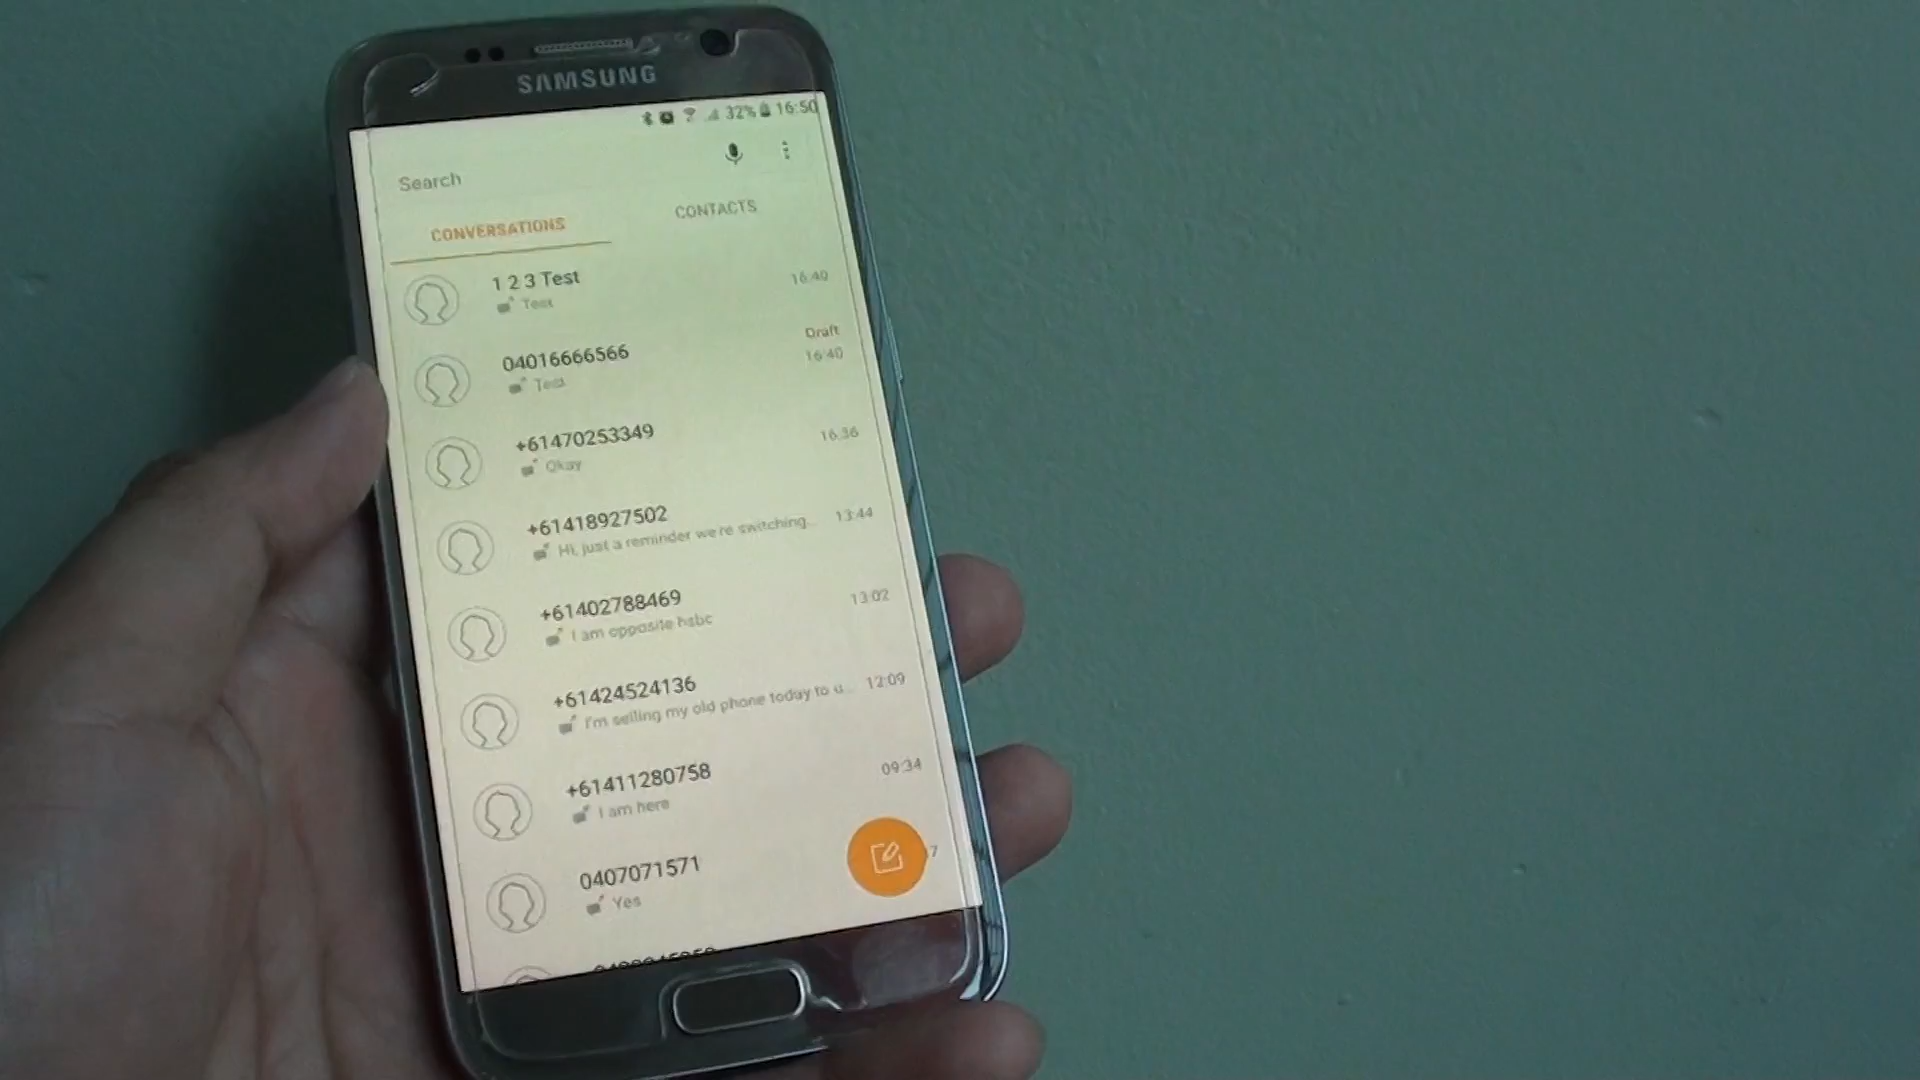 SAMSUNG
32% 16:50
Search
CONVERSATIONS CONTACTS
1 2 3 Test
Test 16:40
Draft
04016666566 16:40
Test
+61470253349 16:36
Okay
+61418927502 13:44
Hi, just a reminder we're switching...
+61402788469 13:02
I am opposite hsbc
+61424524136 12:09
I'm selling my old phone today to u...
+61411280758 09:34
I am here
0407071571 7
Yes